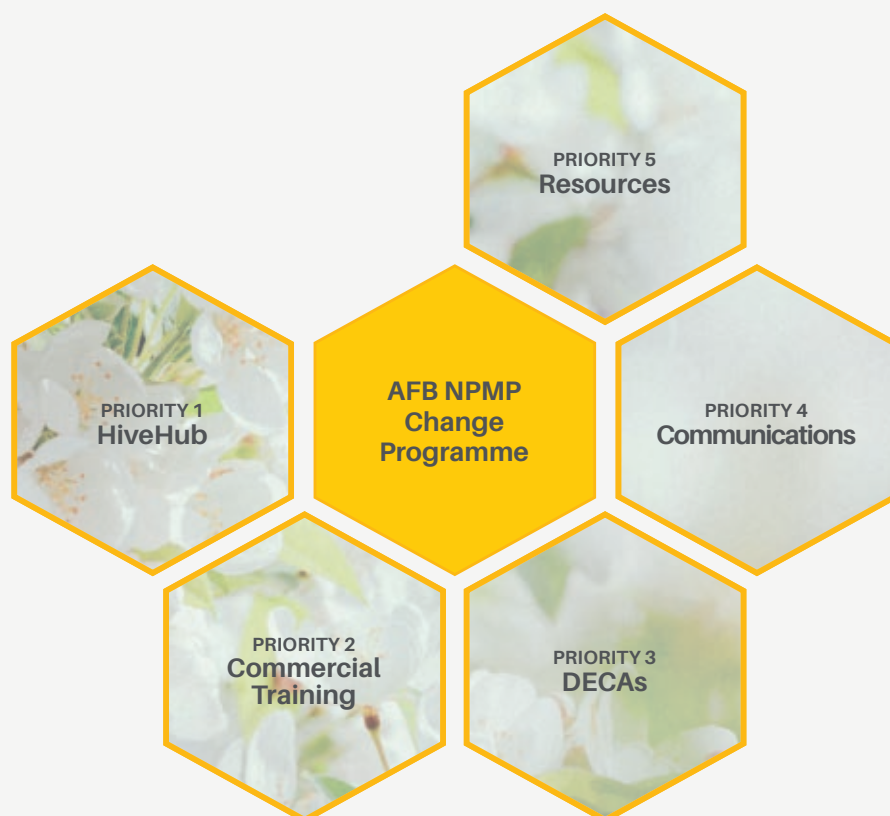 PRIORITY 5
Resources
PRIORITY 1
HiveHub
AFB NPMP
Change
Programme
PRIORITY 4
Communications
PRIORITY 2
Commercial
Training
PRIORITY 3
DECAs